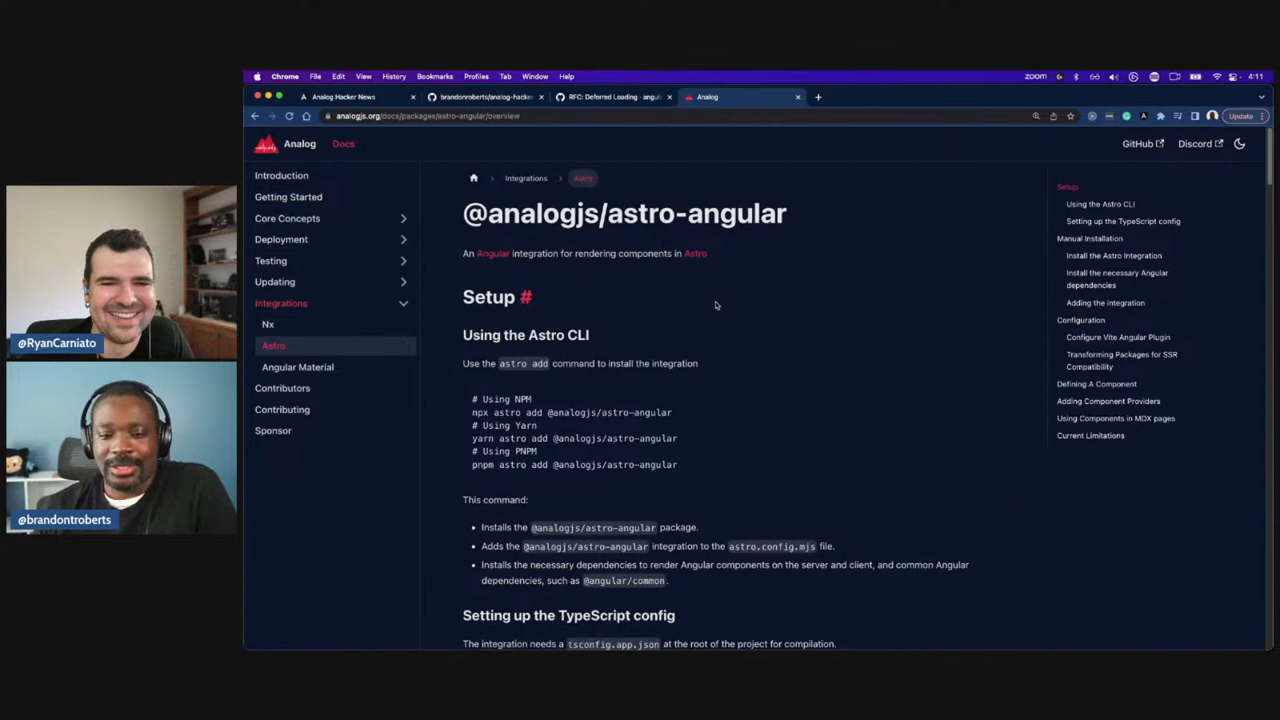 Chrome File Edit View History Bookmarks Profiles Tab Window Help zoom 4:11
Analog Hacker News brandonroberts/analog-hacker RFC: Deferred Loading · angul Analog
analogjs.org/docs/packages/astro-angular/overview Update
Analog Docs GitHub Discord
Introduction
Getting Started
Core Concepts
Deployment
Testing
Updating
Integrations
Nx
Astro
Angular Material
Contributors
Contributing
Sponsor
Integrations Astro
@analogjs/astro-angular
An Angular integration for rendering components in Astro
Setup #
Using the Astro CLI
Use the astro add command to install the integration
# Using NPM
npx astro add @analogjs/astro-angular
# Using Yarn
yarn astro add @analogjs/astro-angular
# Using PNPM
pnpm astro add @analogjs/astro-angular
This command:
Installs the @analogjs/astro-angular package.
Adds the @analogjs/astro-angular integration to the astro.config.mjs file.
Installs the necessary dependencies to render Angular components on the server and client, and common Angular
dependencies, such as @angular/common.
Setting up the TypeScript config
The integration needs a tsconfig.app.json at the root of the project for compilation.
Setup
Using the Astro CLI
Setting up the TypeScript config
Manual Installation
Install the Astro Integration
Install the necessary Angular
dependencies
Adding the integration
Configuration
Configure Vite Angular Plugin
Transforming Packages for SSR
Compatibility
Defining A Component
Adding Component Providers
Using Components in MDX pages
Current Limitations
@RyanCarniato
@brandontroberts